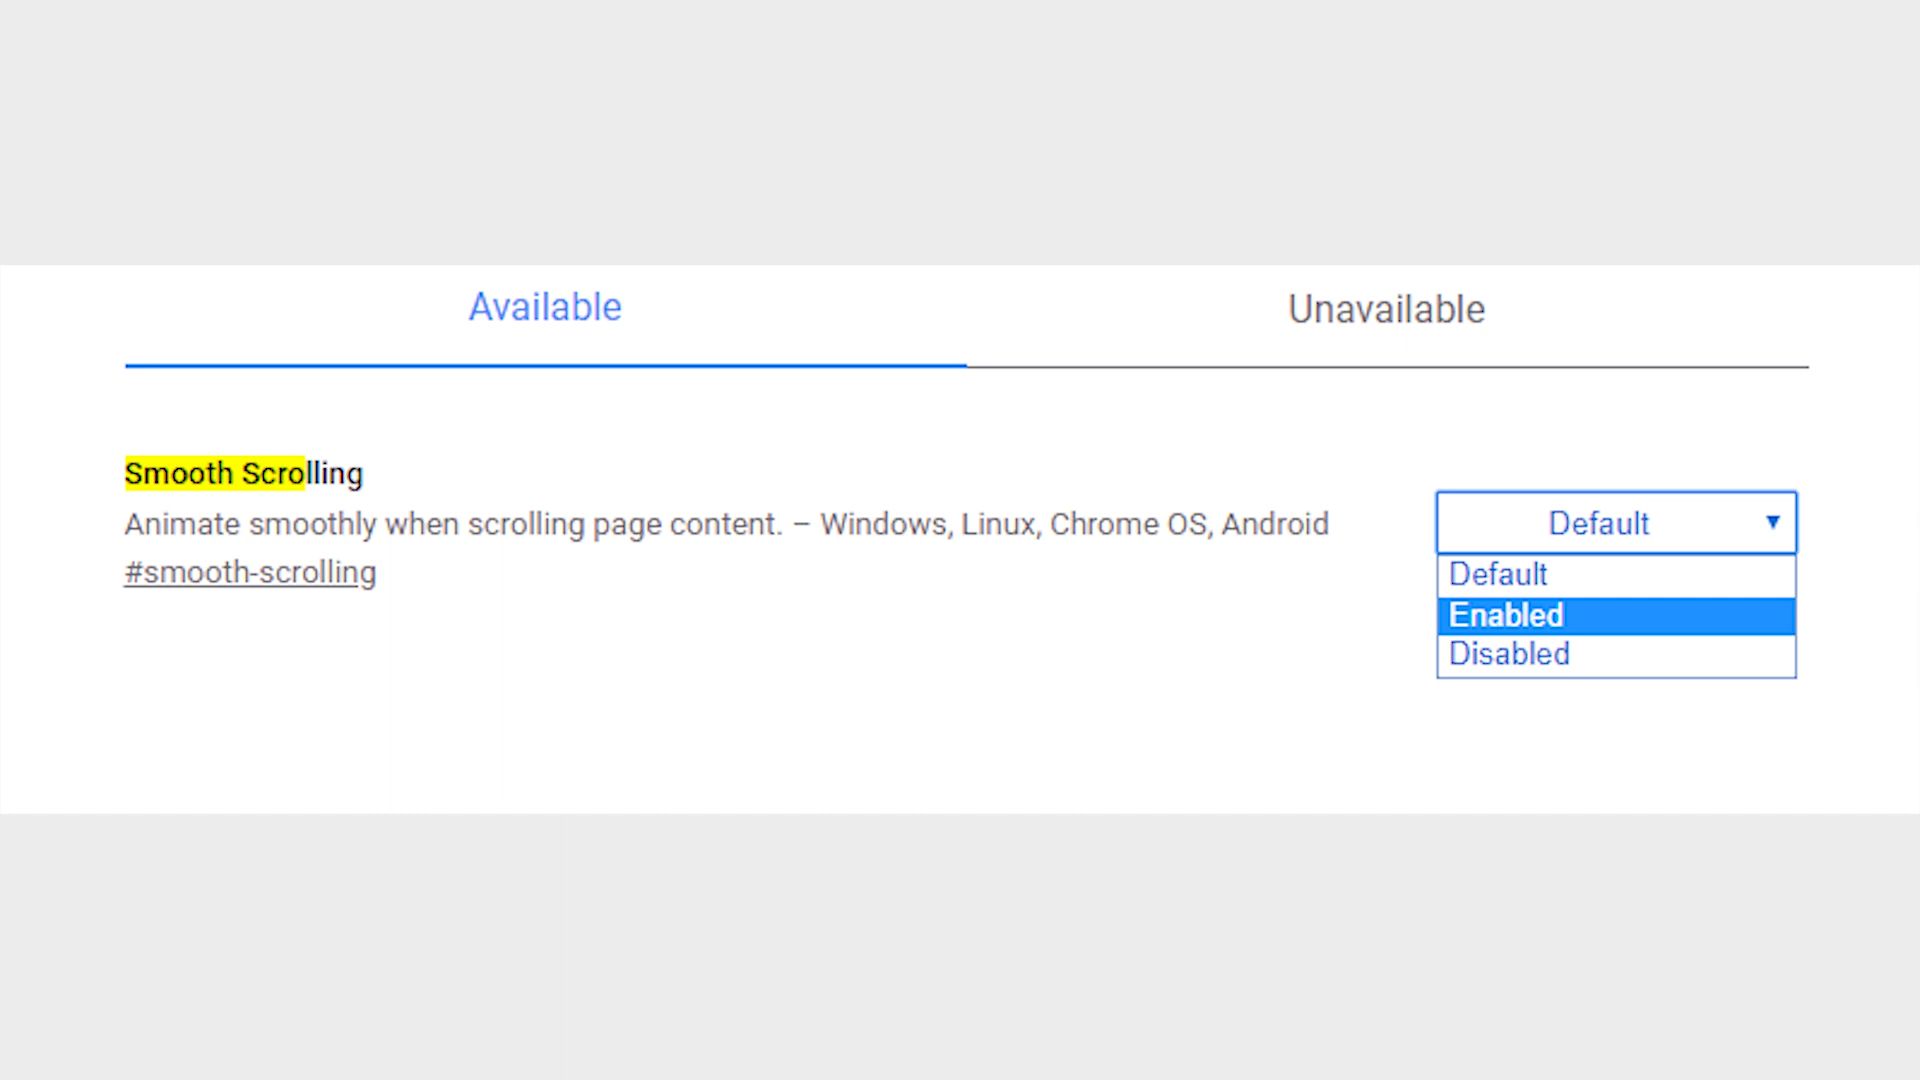 Available
Unavailable
Smooth Scrolling
Animate smoothly when scrolling page content. – Windows, Linux, Chrome OS, Android
#smooth-scrolling
Default ▼
Default
Enabled
Disabled